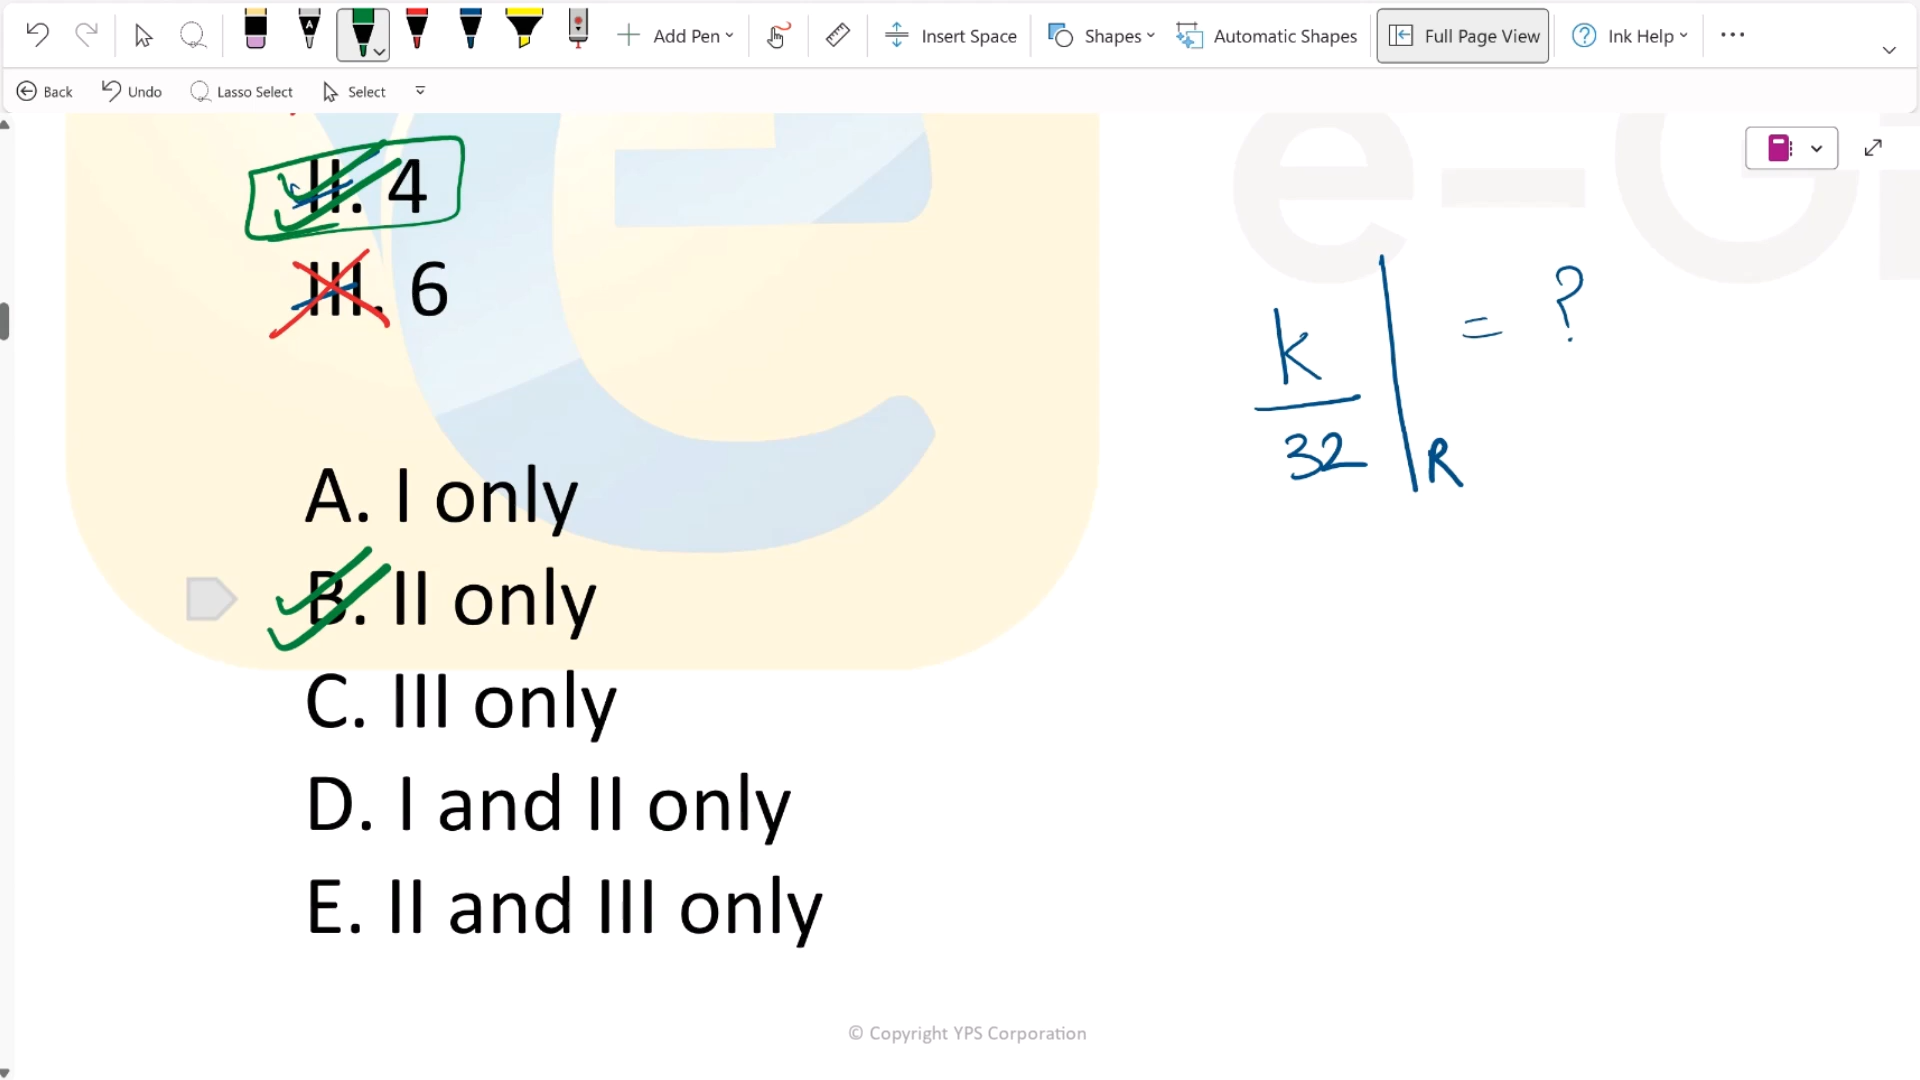 Add Pen
Insert Space
Shapes
Automatic Shapes
Full Page View
Ink Help
Back
Undo
Lasso Select
Select
e-G
II. 4
III. 6
k
32
R
= ?
A. I only
B. II only
C. III only
D. I and II only
E. II and III only
© Copyright YPS Corporation